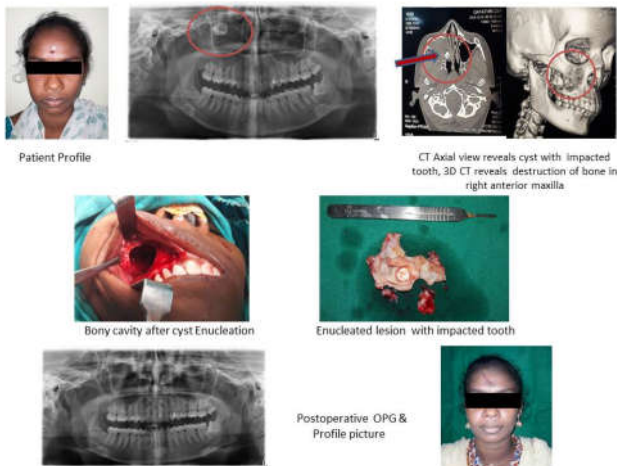 Patient Profile
CT Axial view reveals cyst with impacted
tooth, 3D CT reveals destruction of bone in
right anterior maxilla
Bony cavity after cyst Enucleation
Enucleated lesion with impacted tooth
Postoperative OPG &
Profile picture